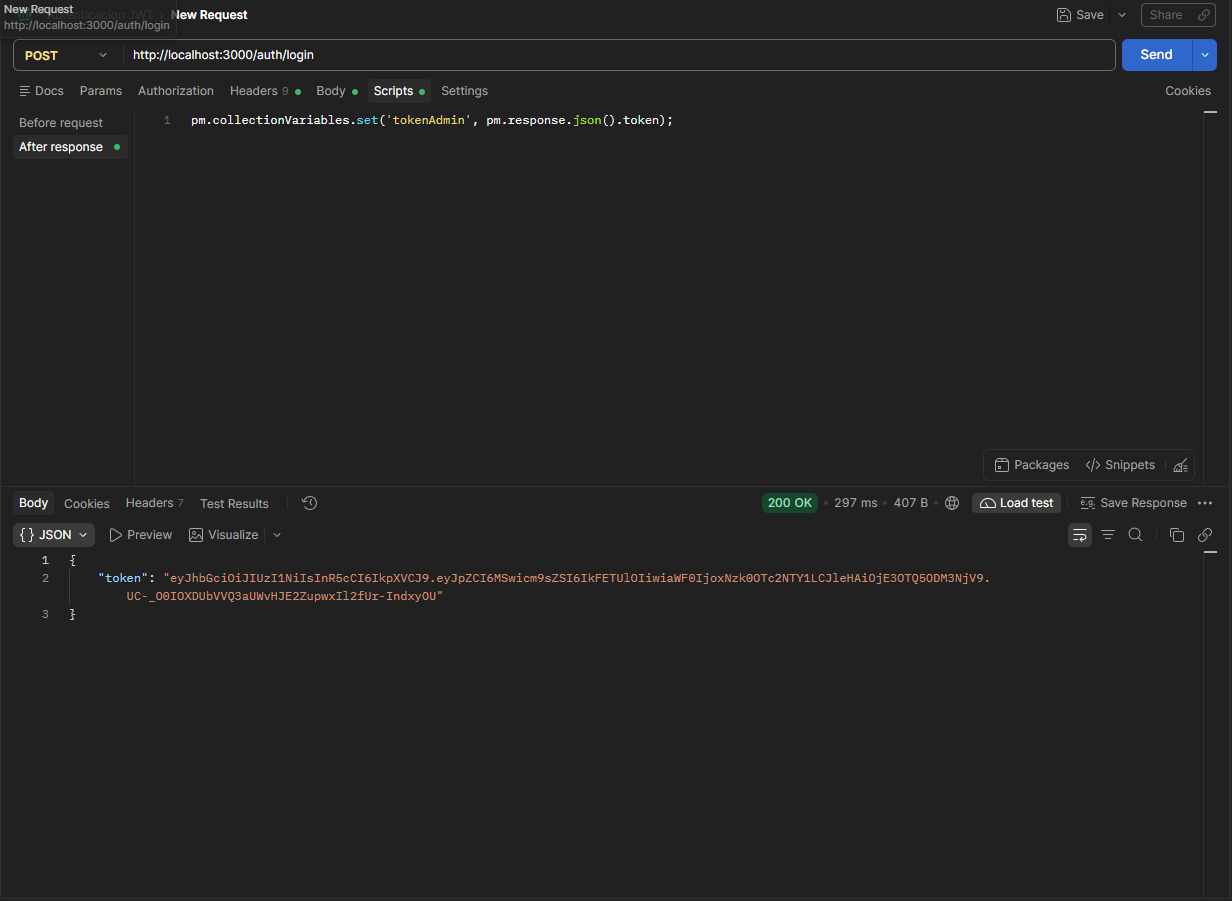 New Request
http://localhost:3000/auth/login
Autenticacion JWT > New Request
Save
Share
POST
http://localhost:3000/auth/login
Send
Docs Params Authorization Headers 9 Body Scripts Settings
Cookies
Before request
After response
1 pm.collectionVariables.set('tokenAdmin', pm.response.json().token);
Packages
Snippets
Body Cookies Headers 7 Test Results
200 OK • 297 ms • 407 B •
Load test
e.g. Save Response
{} JSON
Preview
Visualize
1 {
2 "token": "eyJhbGciOiJIUzI1NiIsInR5cCI6IkpXVCJ9.eyJpZCI6MSwicm9sZSI6IkFETUlOIiwiaWF0IjoxNzk0OTc2NTY1LCJleHAiOjE3OTQ5ODM3NjV9.
UC-_O0IOXDUbVVQ3aUWvHJE2ZupwxIl2fUr-IndxyOU"
3 }